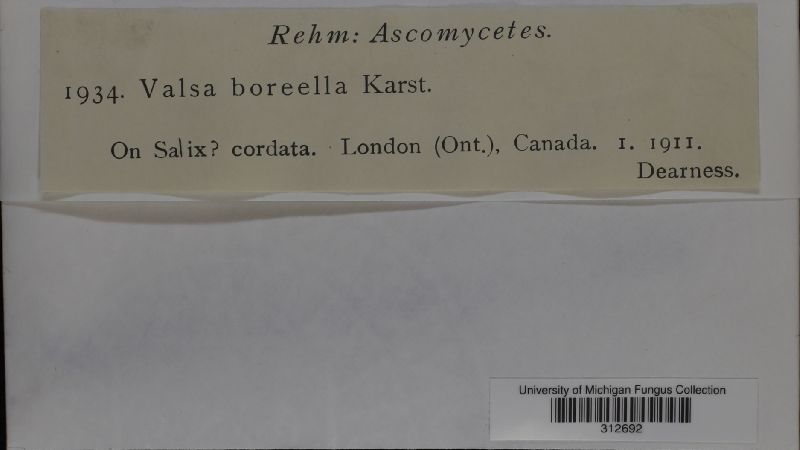 Rehm: Ascomycetes.
1934. Valsa boreella Karst.
On Salix? cordata. London (Ont.), Canada. 1. 1911.
Dearness.
University of Michigan Fungus Collection
312692